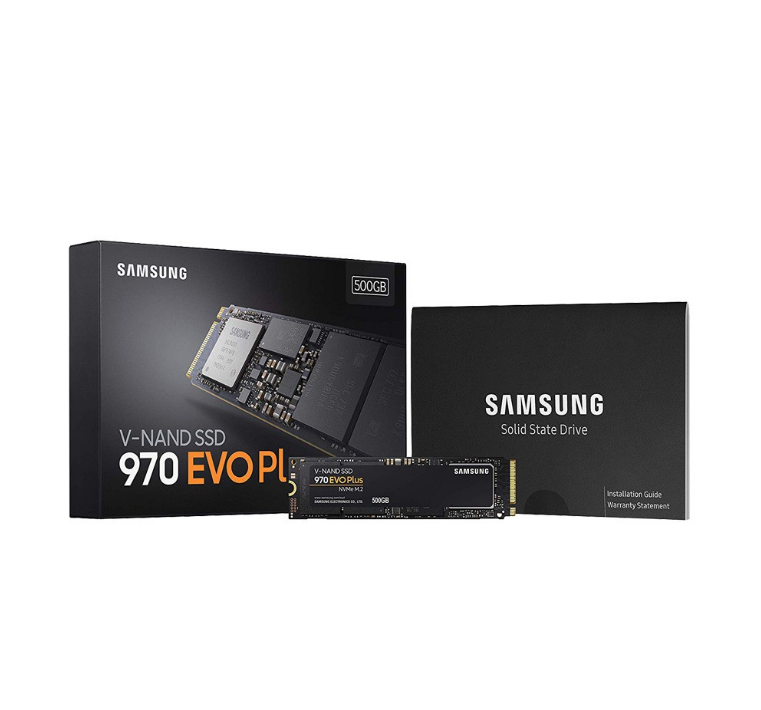 SAMSUNG
500GB
SAMSUNG
V-NAND SSD
970 EVO Pl
V-NAND SSD
970 EVO Plus
NVMe M.2
500GB
SAMSUNG ELECTRONICS CO., LTD.
SAMSUNG
SAMSUNG
Solid State Drive
Installation Guide
Warranty Statement